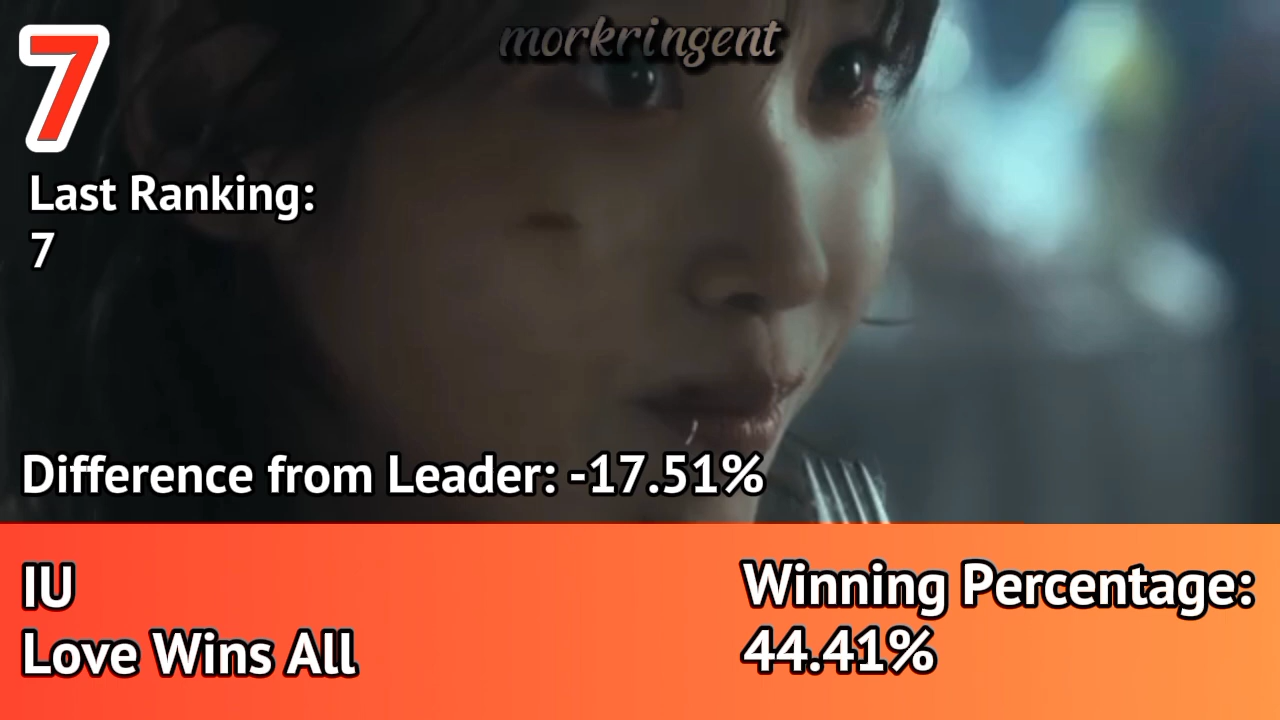 morkringent
7
Last Ranking:
7
Difference from Leader: -17.51%
IU
Love Wins All
Winning Percentage:
44.41%